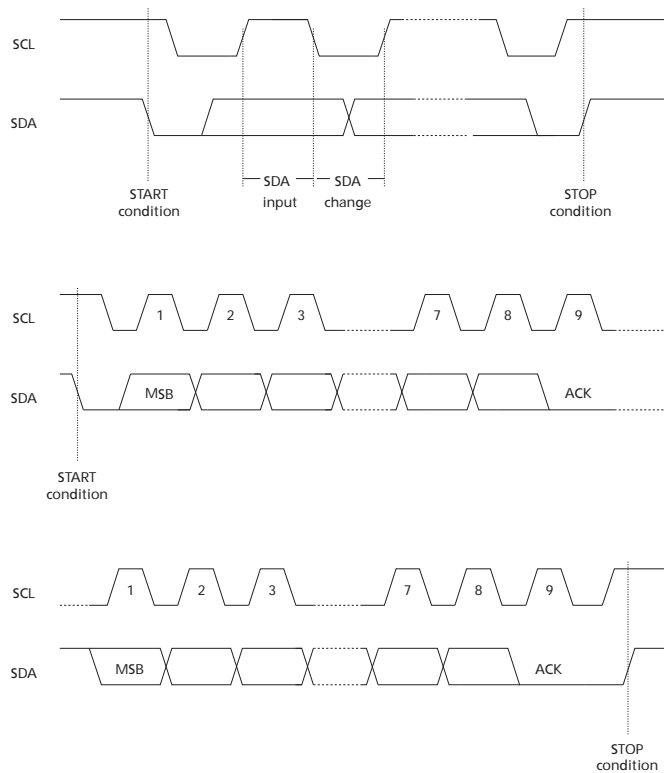 SCL
SDA
START
condition
SDA
input
SDA
change
STOP
condition
SCL
1 2 3 7 8 9
SDA
MSB ACK
START
condition
SCL
1 2 3 7 8 9
SDA
MSB ACK
STOP
condition